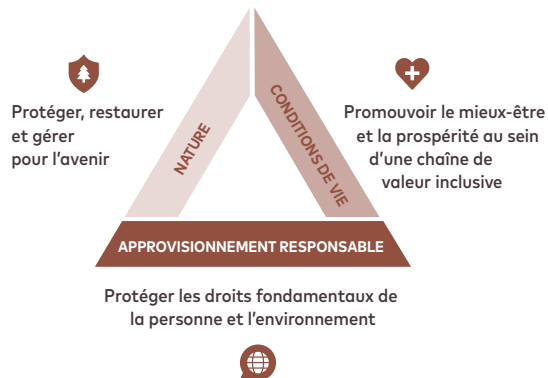 Protéger, restaurer
et gérer
pour l'avenir
NATURE
CONDITIONS DE VIE
Promouvoir le mieux-être
et la prospérité au sein
d'une chaîne de
valeur inclusive
APPROVISIONNEMENT RESPONSABLE
Protéger les droits fondamentaux de
la personne et l'environnement